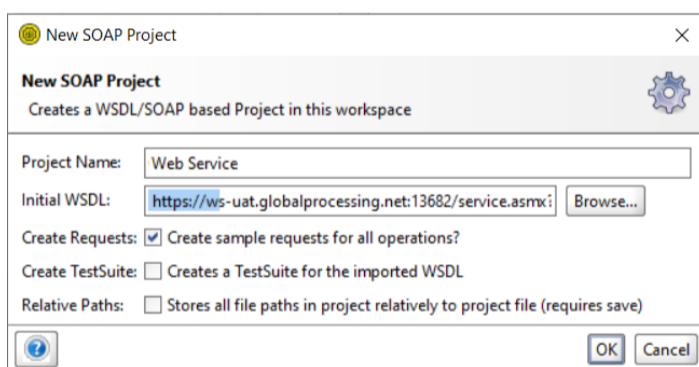 New SOAP Project
New SOAP Project
Creates a WSDL/SOAP based Project in this workspace
Project Name: Web Service
Initial WSDL: https://ws-uat.globalprocessing.net:13682/service.asmx? Browse...
Create Requests: Create sample requests for all operations?
Create TestSuite: Creates a TestSuite for the imported WSDL
Relative Paths: Stores all file paths in project relatively to project file (requires save)
OK Cancel